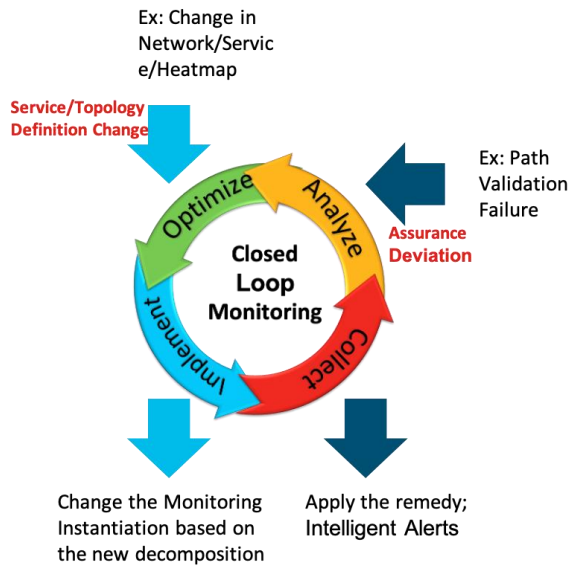 Ex: Change in
Network/Servic
e/Heatmap
Service/Topology
Definition Change
Ex: Path
Validation
Failure
Assurance
Deviation
Optimize
Analyze
Closed
Loop
Monitoring
Implement
Collect
Change the Monitoring
Instantiation based on
the new decomposition
Apply the remedy;
Intelligent Alerts